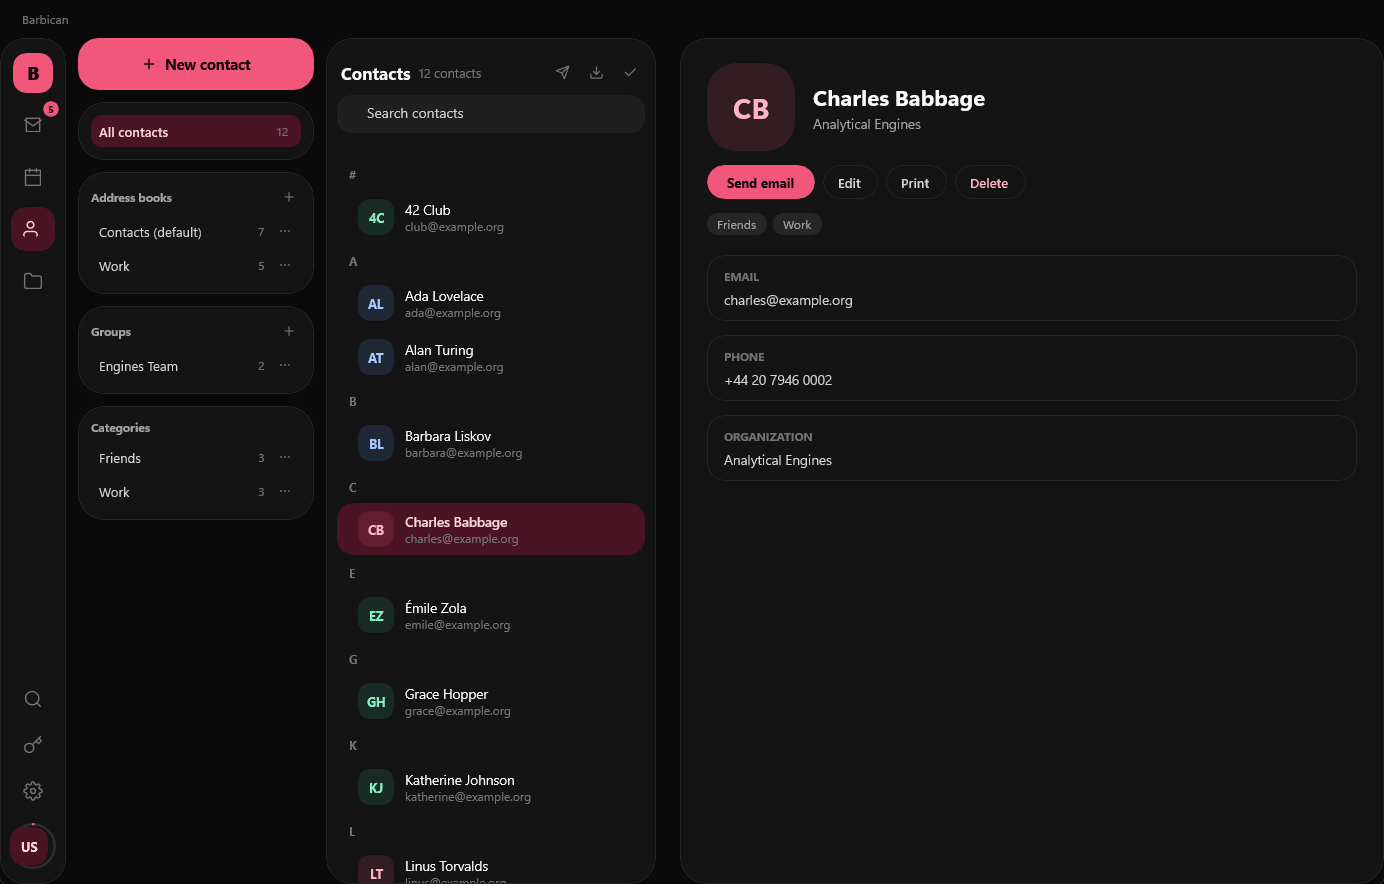 Barbican
B
5
US
+ New contact
All contacts 12
Address books +
Contacts (default) 7 ...
Work 5 ...
Groups +
Engines Team 2 ...
Categories
Friends 3 ...
Work 3 ...
Contacts 12 contacts
Search contacts
#
4C 42 Club
club@example.org
A
AL Ada Lovelace
ada@example.org
AT Alan Turing
alan@example.org
B
BL Barbara Liskov
barbara@example.org
C
CB Charles Babbage
charles@example.org
E
EZ Émile Zola
emile@example.org
G
GH Grace Hopper
grace@example.org
K
KJ Katherine Johnson
katherine@example.org
L
LT Linus Torvalds
linus@example.org
CB Charles Babbage
Analytical Engines
Send email Edit Print Delete
Friends Work
EMAIL
charles@example.org
PHONE
+44 20 7946 0002
ORGANIZATION
Analytical Engines